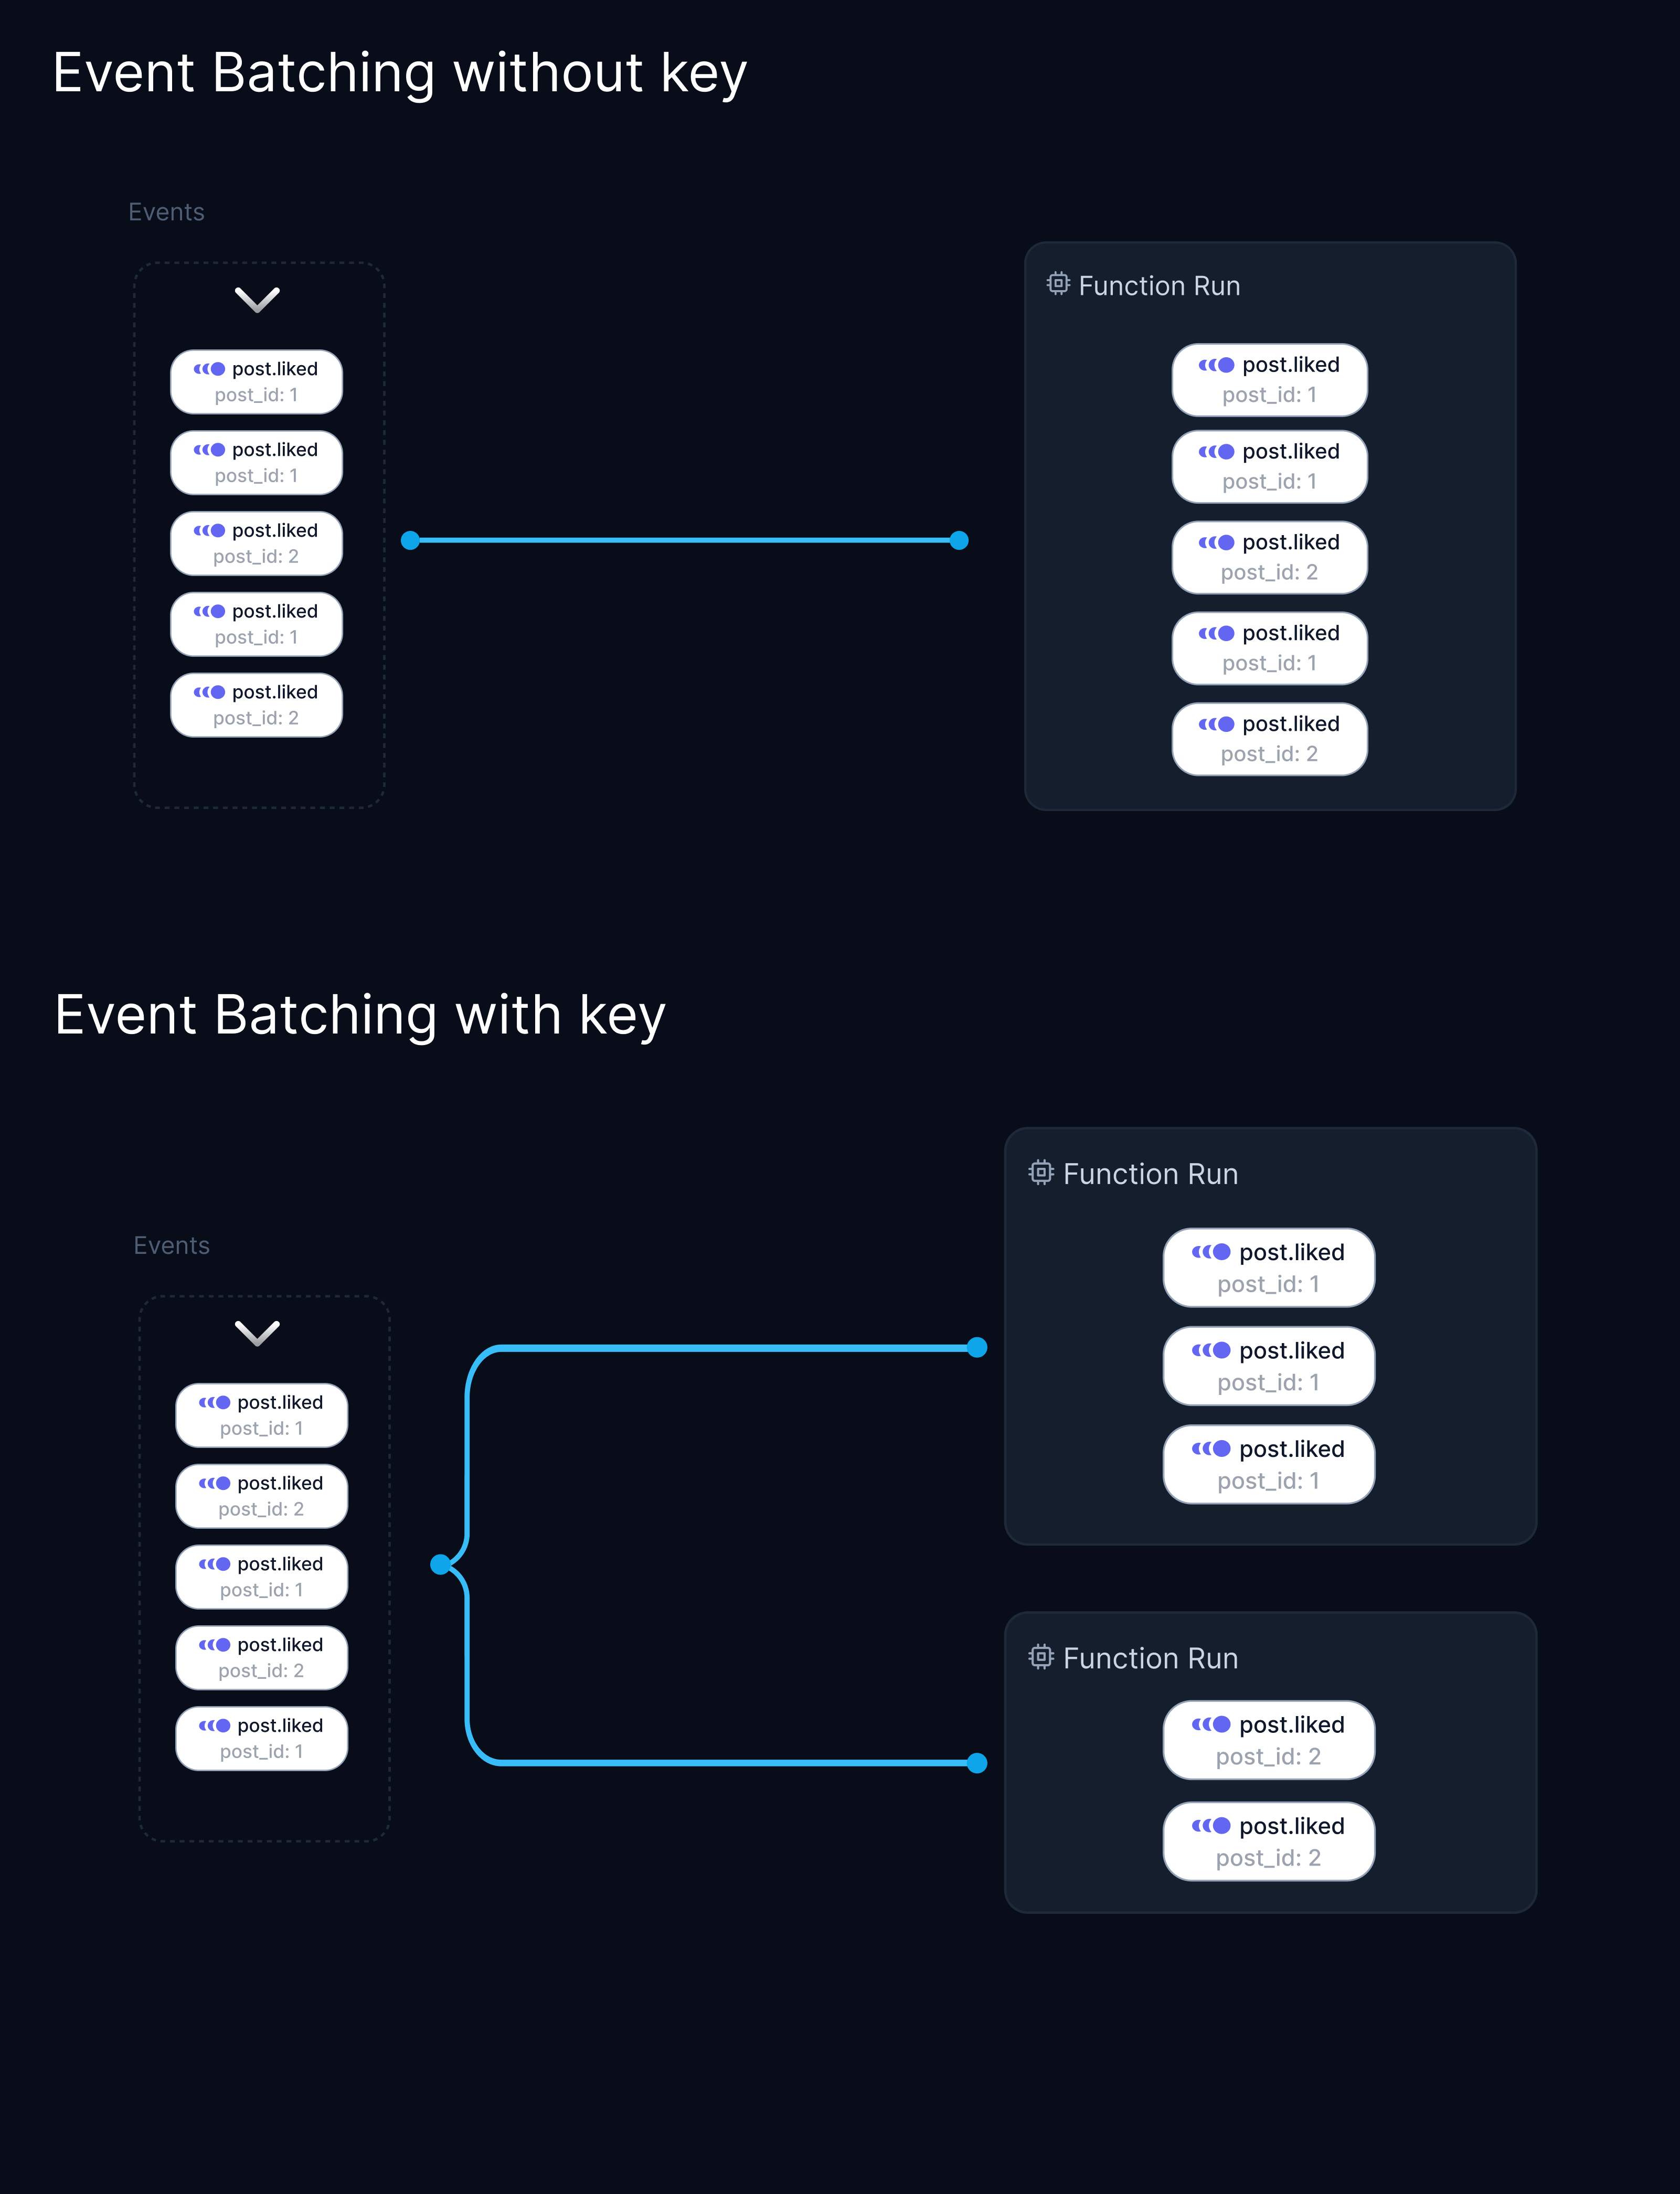 Event Batching without key
Events
post.liked
post_id: 1
post.liked
post_id: 1
post.liked
post_id: 2
post.liked
post_id: 1
post.liked
post_id: 2
Function Run
post.liked
post_id: 1
post.liked
post_id: 1
post.liked
post_id: 2
post.liked
post_id: 1
post.liked
post_id: 2
Event Batching with key
Events
post.liked
post_id: 1
post.liked
post_id: 2
post.liked
post_id: 1
post.liked
post_id: 2
post.liked
post_id: 1
Function Run
post.liked
post_id: 1
post.liked
post_id: 1
post.liked
post_id: 1
Function Run
post.liked
post_id: 2
post.liked
post_id: 2